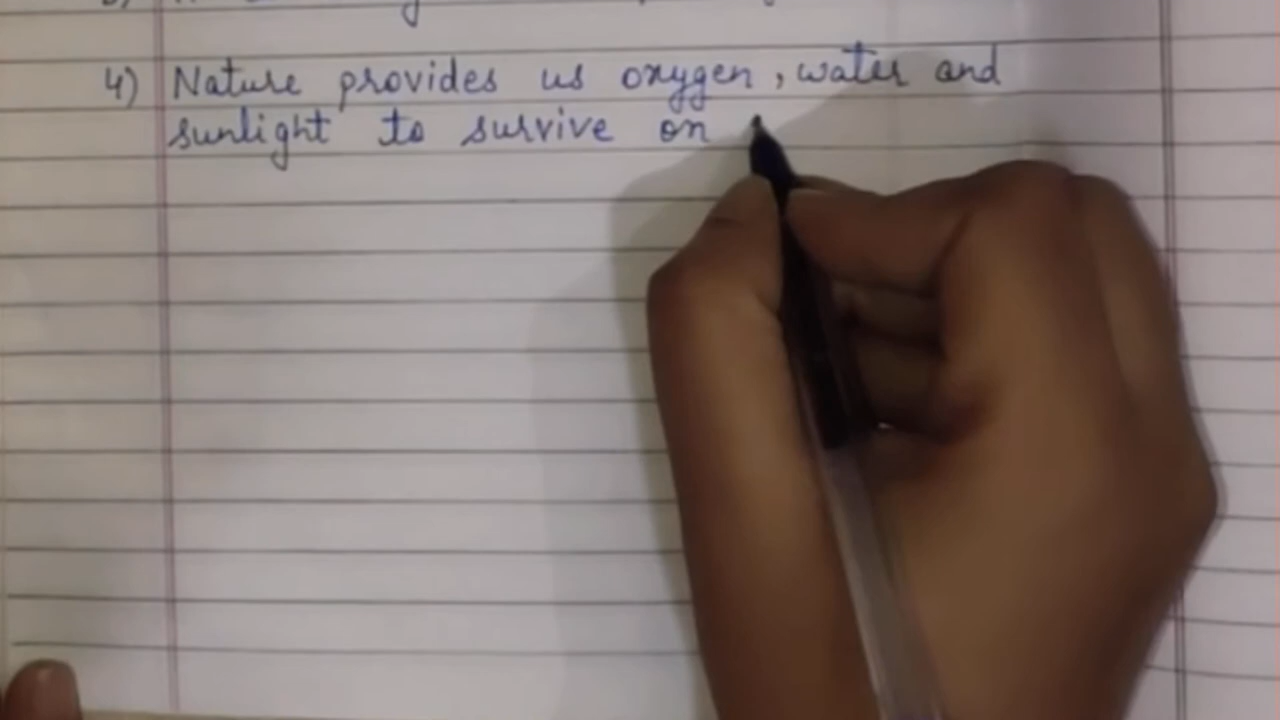 4) Nature provides us oxygen, water and
sunlight to survive on